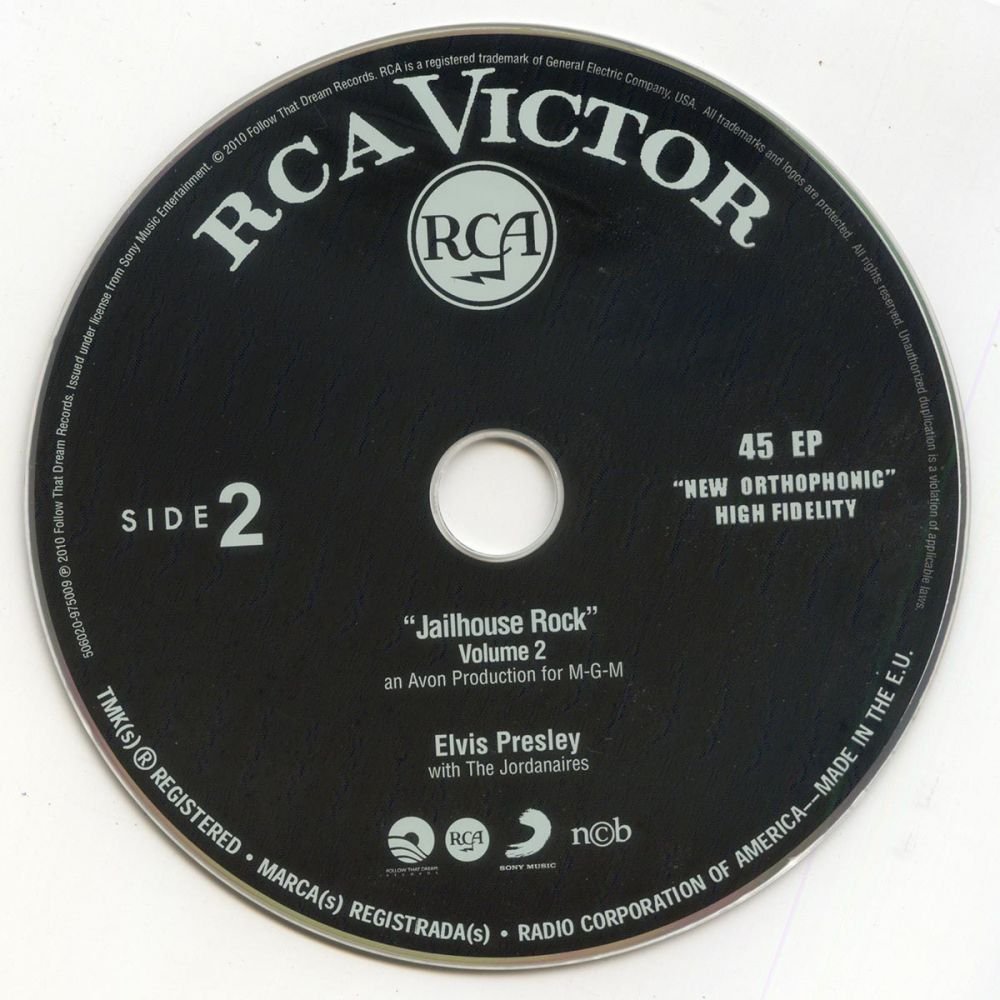 506020-975009 ℗ 2010 Follow That Dream Records. Issued under license from Sony Music Entertainment. © 2010 Follow That Dream Records. RCA is a registered trademark of General Electric Company, USA. All trademarks and logos are protected. All rights reserved. Unauthorized duplication is a violation of applicable laws.
RCA VICTOR
RCA
45 EP
"NEW ORTHOPHONIC"
HIGH FIDELITY
SIDE 2
"Jailhouse Rock"
Volume 2
an Avon Production for M-G-M
Elvis Presley
with The Jordanaires
FOLLOW THAT DREAM
RECORDS
RCA
SONY MUSIC
n©b
TMK(s) ® REGISTERED • MARCA(s) REGISTRADA(s) • RADIO CORPORATION OF AMERICA—MADE IN THE E.U.